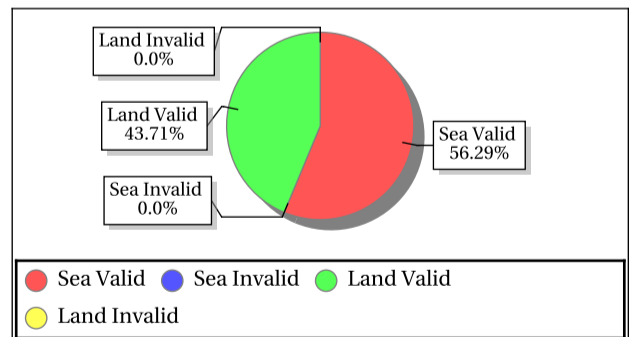 Land Invalid
0.0%
Land Valid
43.71%
Sea Valid
56.29%
Sea Invalid
0.0%
Sea Valid Sea Invalid Land Valid
Land Invalid